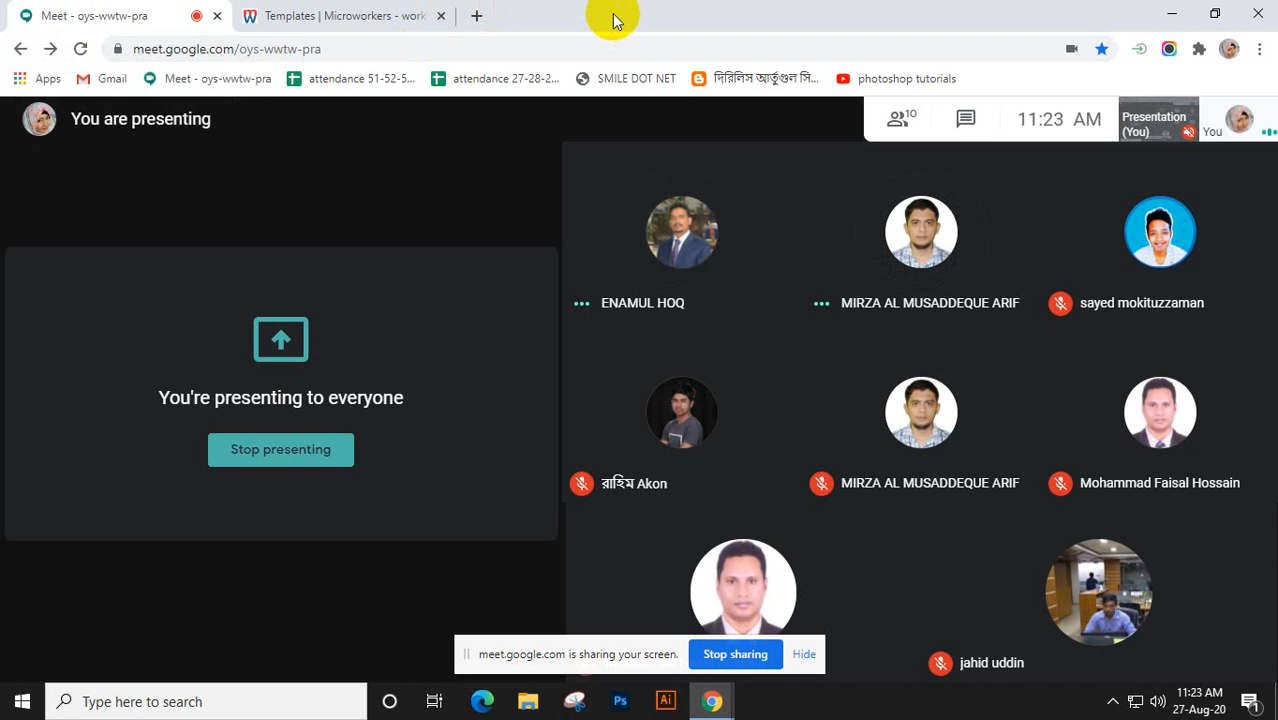 Meet - oys-wwtw-pra
Templates | Microworkers - work
meet.google.com/oys-wwtw-pra
Apps
Gmail
Meet - oys-wwtw-pra
attendance 51-52-5...
attendance 27-28-2...
SMILE DOT NET
দিরিলিস আর্তুগুল সি...
photoshop tutorials
You are presenting
10
11:23 AM
Presentation
(You)
You
You're presenting to everyone
Stop presenting
ENAMUL HOQ
MIRZA AL MUSADDEQUE ARIF
sayed mokituzzaman
রাহিম Akon
MIRZA AL MUSADDEQUE ARIF
Mohammad Faisal Hossain
jahid uddin
meet.google.com is sharing your screen.
Stop sharing
Hide
Type here to search
Ps
Ai
11:23 AM
27-Aug-20
1